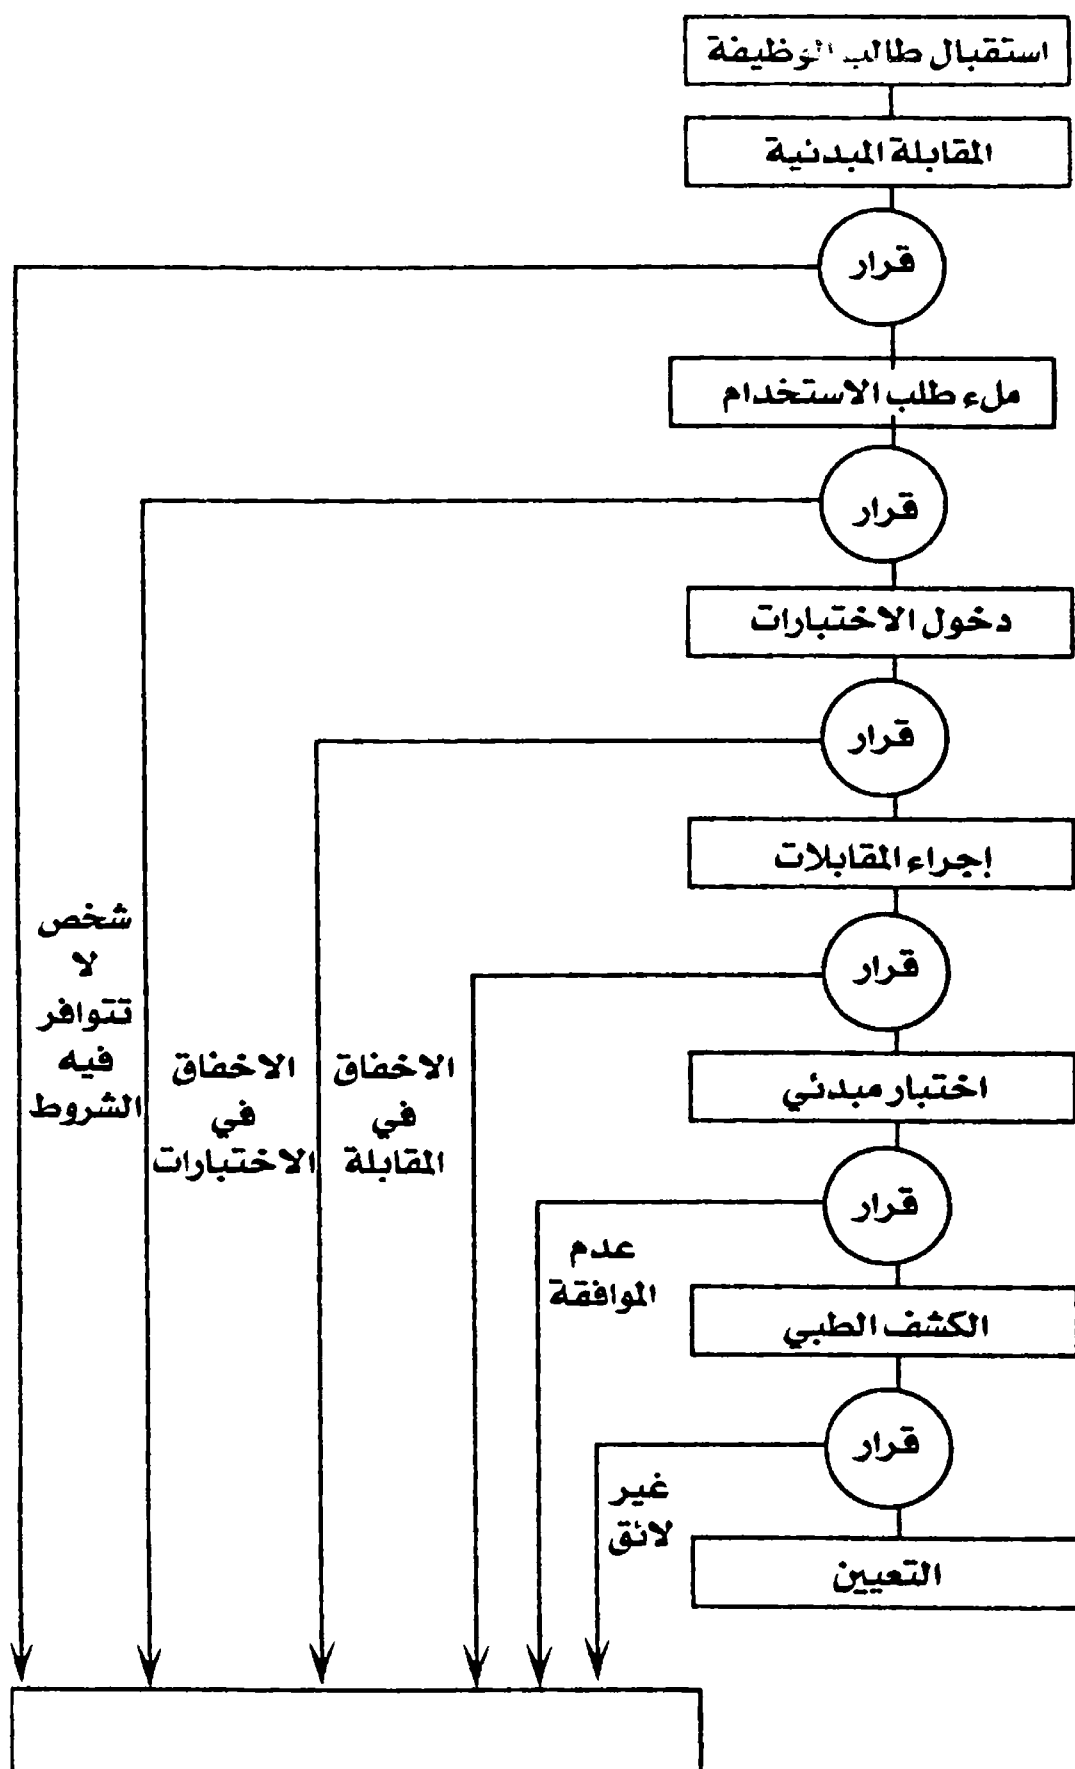 استقبال طالب الوظيفة
المقابلة المبدئية
قرار
ملء طلب الاستخدام
قرار
دخول الاختبارات
قرار
إجراء المقابلات
قرار
اختبار مبدئي
قرار
الكشف الطبي
قرار
التعيين
غير
لائق
عدم
الموافقة
الاخفاق
في
المقابلة
الاخفاق
في
الاختبارات
شخص
لا
تتوافر
فيه
الشروط